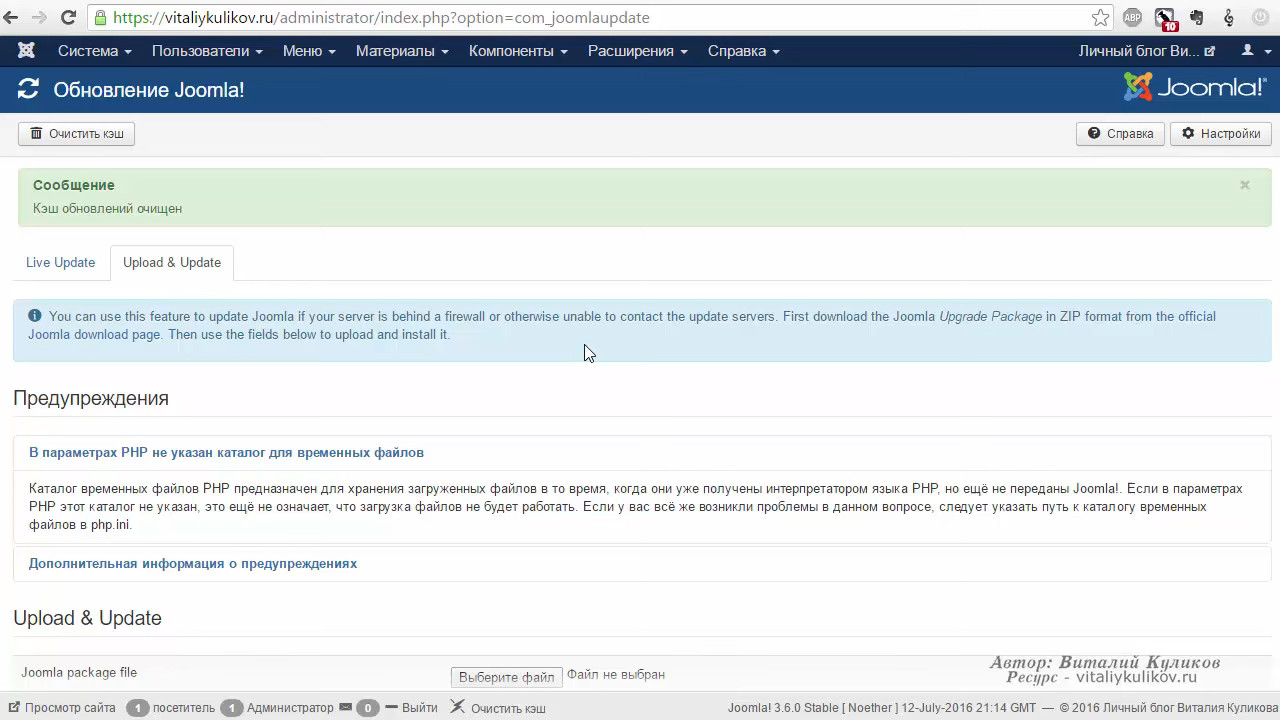 https://vitaliykulikov.ru/administrator/index.php?option=com_joomlaupdate
ABP
10
Система Пользователи Меню Материалы Компоненты Расширения Справка Личный блог Ви...
Обновление Joomla! Joomla!
Очистить кэш Справка Настройки
Сообщение
Кэш обновлений очищен
Live Update Upload & Update
You can use this feature to update Joomla if your server is behind a firewall or otherwise unable to contact the update servers. First download the Joomla Upgrade Package in ZIP format from the official
Joomla download page. Then use the fields below to upload and install it.
Предупреждения
В параметрах PHP не указан каталог для временных файлов
Каталог временных файлов PHP предназначен для хранения загруженных файлов в то время, когда они уже получены интерпретатором языка PHP, но ещё не переданы Joomla!. Если в параметрах
PHP этот каталог не указан, это ещё не означает, что загрузка файлов не будет работать. Если у вас всё же возникли проблемы в данном вопросе, следует указать путь к каталогу временных
файлов в php.ini.
Дополнительная информация о предупреждениях
Upload & Update
Joomla package file Выберите файл Файл не выбран
Автор: Виталий Куликов
Ресурс - vitaliykulikov.ru
Просмотр сайта 1 посетитель 1 Администратор 0 Выйти Очистить кэш Joomla! 3.6.0 Stable [ Noether ] 12-July-2016 21:14 GMT — © 2016 Личный блог Виталия Куликова